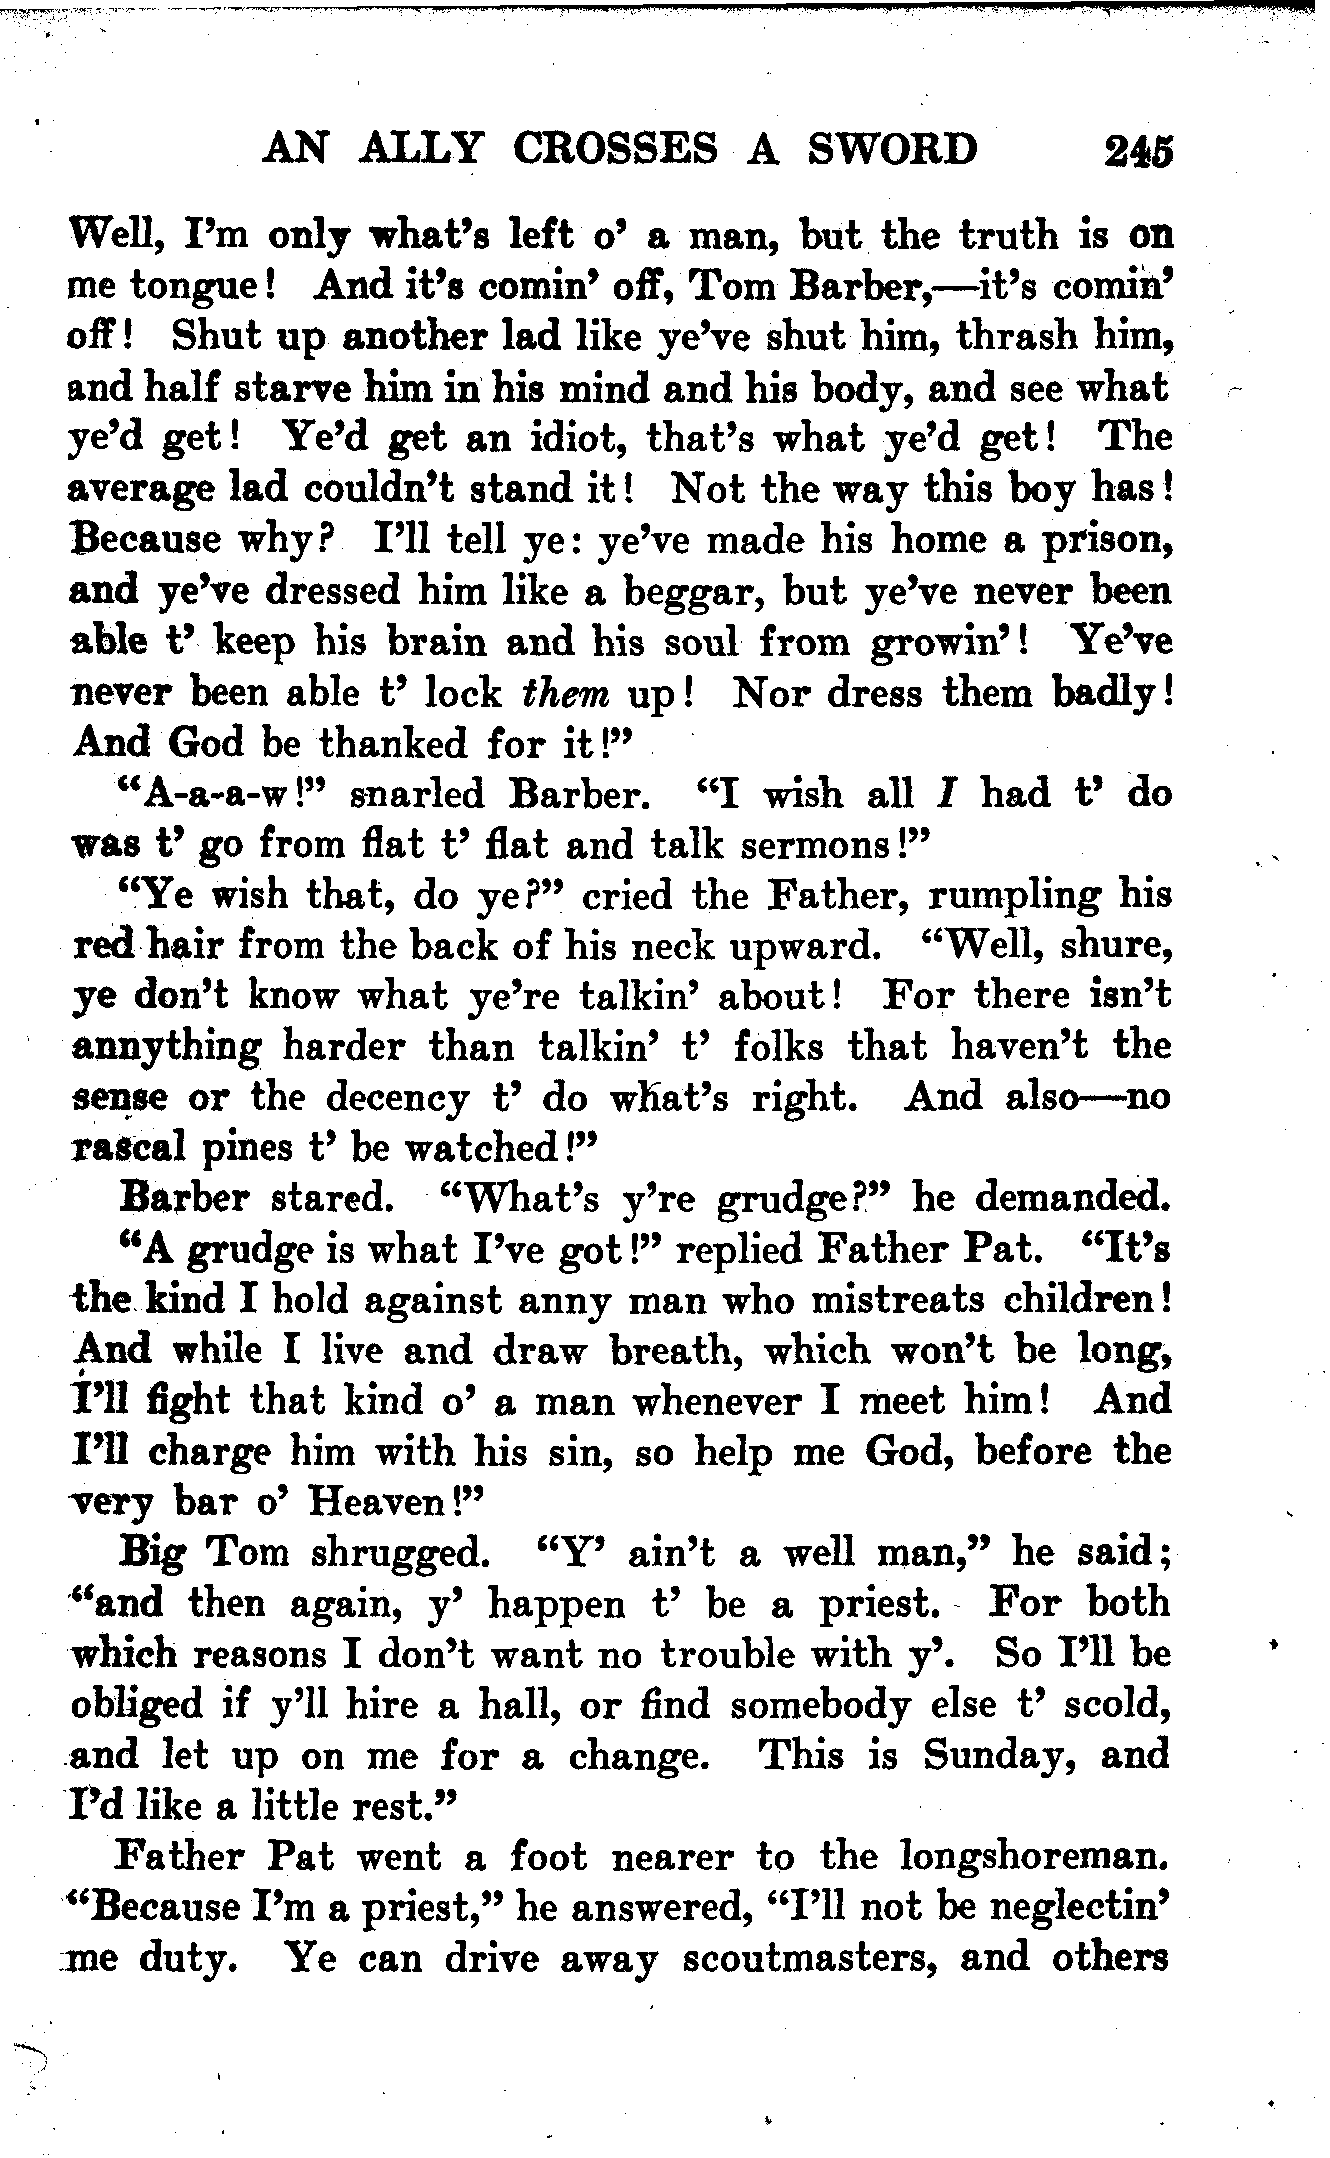 AN ALLY CROSSES A SWORD 245
Well, I'm only what's left o' a man, but the truth is on
me tongue! And it's comin' off, Tom Barber,—it's comin'
off! Shut up another lad like ye've shut him, thrash him,
and half starve him in his mind and his body, and see what
ye'd get! Ye'd get an idiot, that's what ye'd get! The
average lad couldn't stand it! Not the way this boy has!
Because why? I'll tell ye: ye've made his home a prison,
and ye've dressed him like a beggar, but ye've never been
able t' keep his brain and his soul from growin'! Ye've
never been able t' lock them up! Nor dress them badly!
And God be thanked for it!"
"A-a-a-w!" snarled Barber. "I wish all I had t' do
was t' go from flat t' flat and talk sermons!"
"Ye wish that, do ye?" cried the Father, rumpling his
red hair from the back of his neck upward. "Well, shure,
ye don't know what ye're talkin' about! For there isn't
annything harder than talkin' t' folks that haven't the
sense or the decency t' do what's right. And also—no
rascal pines t' be watched!"
Barber stared. "What's y're grudge?" he demanded.
"A grudge is what I've got!" replied Father Pat. "It's
the kind I hold against anny man who mistreats children!
And while I live and draw breath, which won't be long,
I'll fight that kind o' a man whenever I meet him! And
I'll charge him with his sin, so help me God, before the
very bar o' Heaven!"
Big Tom shrugged. "Y' ain't a well man," he said;
"and then again, y' happen t' be a priest. For both
which reasons I don't want no trouble with y'. So I'll be
obliged if y'll hire a hall, or find somebody else t' scold,
and let up on me for a change. This is Sunday, and
I'd like a little rest."
Father Pat went a foot nearer to the longshoreman.
"Because I'm a priest," he answered, "I'll not be neglectin'
me duty. Ye can drive away scoutmasters, and others